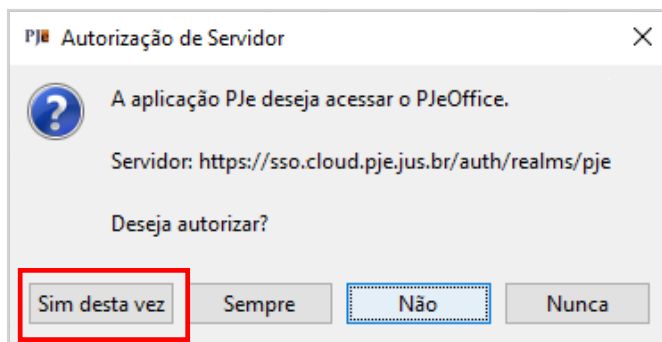 PJe Autorização de Servidor
A aplicação PJe deseja acessar o PJeOffice.
Servidor: https://sso.cloud.pje.jus.br/auth/realms/pje
Deseja autorizar?
Sim desta vez Sempre Não Nunca